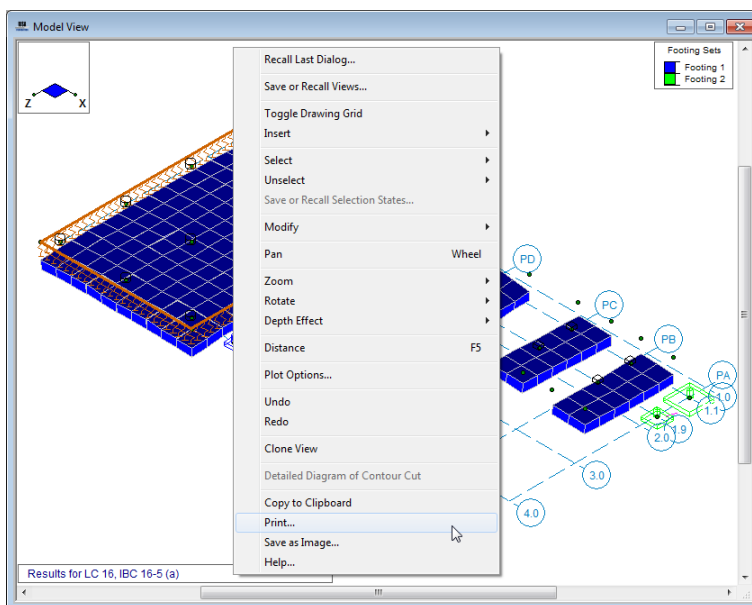 Model View
Footing Sets
Footing 1
Footing 2
Z X
Recall Last Dialog...
Save or Recall Views...
Toggle Drawing Grid
Insert
Select
Unselect
Save or Recall Selection States...
Modify
Pan Wheel
Zoom
Rotate
Depth Effect
Distance F5
Plot Options...
Undo
Redo
Clone View
Detailed Diagram of Contour Cut
Copy to Clipboard
Print...
Save as Image...
Help...
PD
PC
PB
PA
1.0
1.1
1.9
2.0
3.0
4.0
Results for LC 16, IBC 16-5 (a)